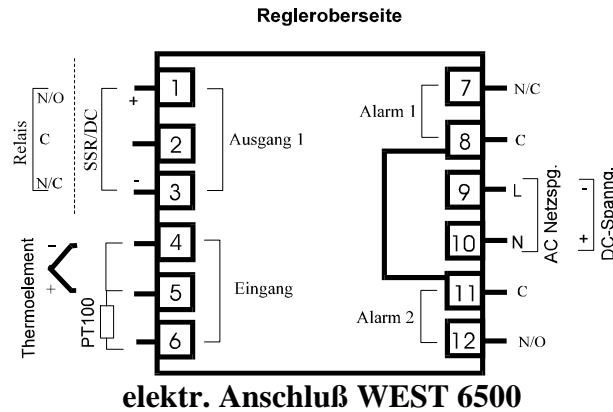 Regleroberseite
1
7
N/C
N/O
+
Alarm 1
Relais
C
SSR/DC
2
Ausgang 1
8
C
N/C
-
3
9
L
AC Netzspg.
-
DC-Spanng.
Thermoelement
-
4
10
N
+
+
5
Eingang
11
C
PT100
Alarm 2
6
12
N/O
elektr. Anschluß WEST 6500